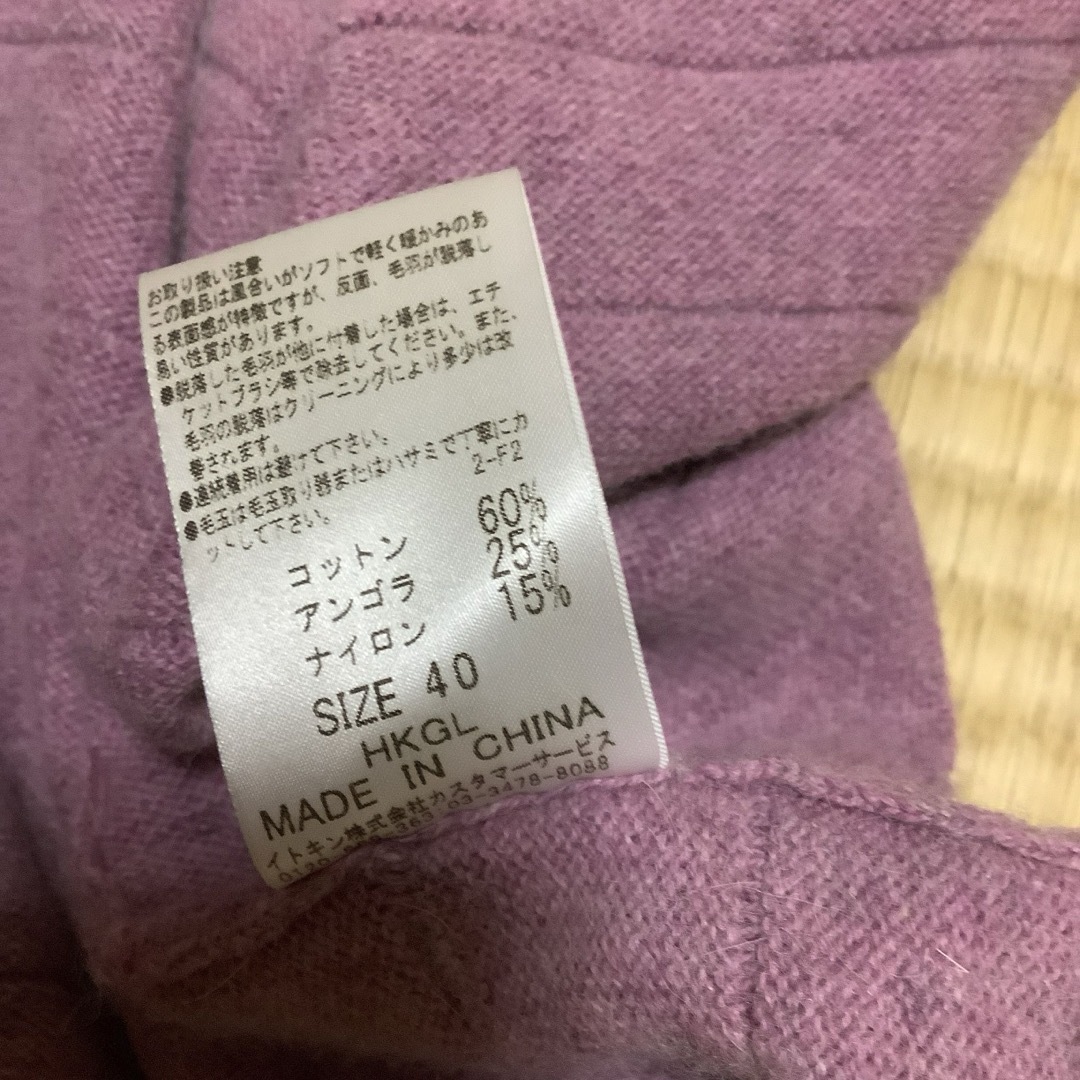 お取り扱い注意
この製品は風合いがソフトで軽く暖かみのあ
る表面感が特徴ですが、反面、毛羽が脱落し
易い性質があります。
●脱落した毛羽が他に付着した場合は、エチ
ケットブラシ等で除去してください。また、
毛羽の脱落はクリーニングにより多少は改
善されます。
●連続着用は避けて下さい。
●毛玉は毛玉取り器またはハサミで丁寧にカ
ットして下さい。
2-F2
コットン 60%
アンゴラ 25%
ナイロン 15%
SIZE 40
HKGL
MADE IN CHINA
イトキン株式会社カスタマーサービス
03-3478-8088